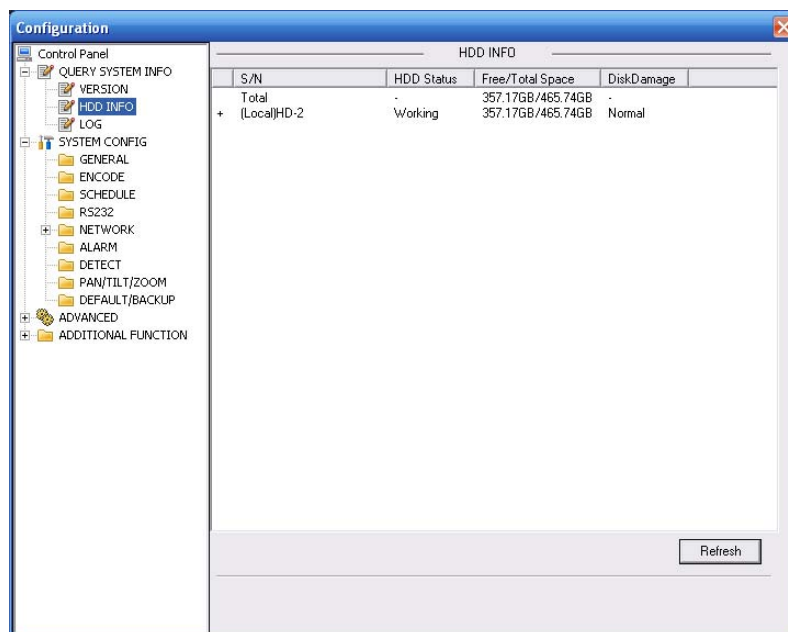 Configuration
Control Panel
QUERY SYSTEM INFO
VERSION
HDD INFO
LOG
SYSTEM CONFIG
GENERAL
ENCODE
SCHEDULE
RS232
NETWORK
ALARM
DETECT
PAN/TILT/ZOOM
DEFAULT/BACKUP
ADVANCED
ADDITIONAL FUNCTION
HDD INFO
S/N HDD Status Free/Total Space DiskDamage
Total - 357.17GB/465.74GB -
+ (Local)HD-2 Working 357.17GB/465.74GB Normal
Refresh